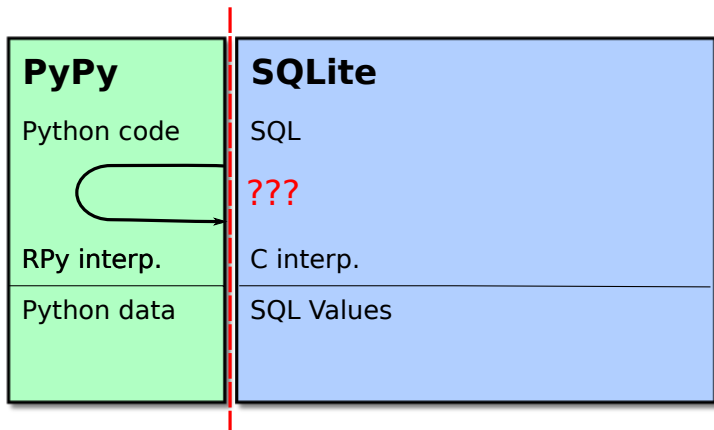 PyPy
Python code
RPy interp.
Python data
SQLite
SQL
???
C interp.
SQL Values